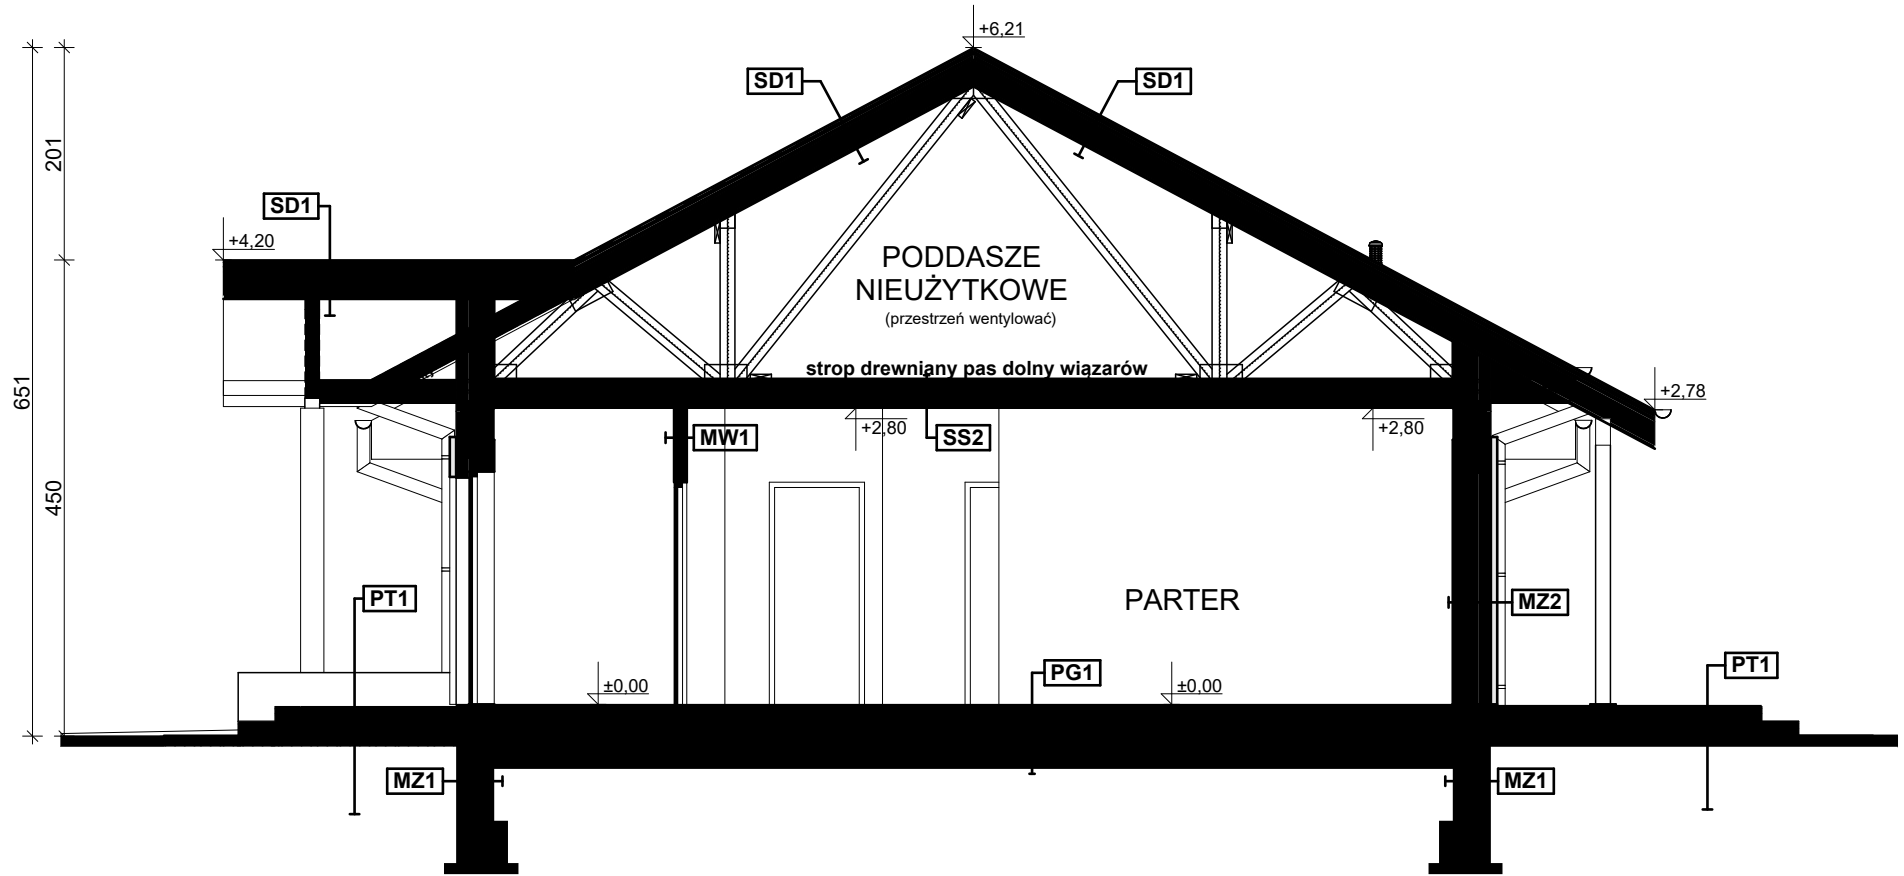 +6,21
SD1
SD1
201
SD1
+4,20
PODDASZE
NIEUŻYTKOWE
(przestrzeń wentylować)
strop drewniany pas dolny wiązarów
651
+2,78
+2,80
+2,80
MW1
SS2
450
PT1
PARTER
MZ2
±0,00
PG1
±0,00
PT1
MZ1
MZ1